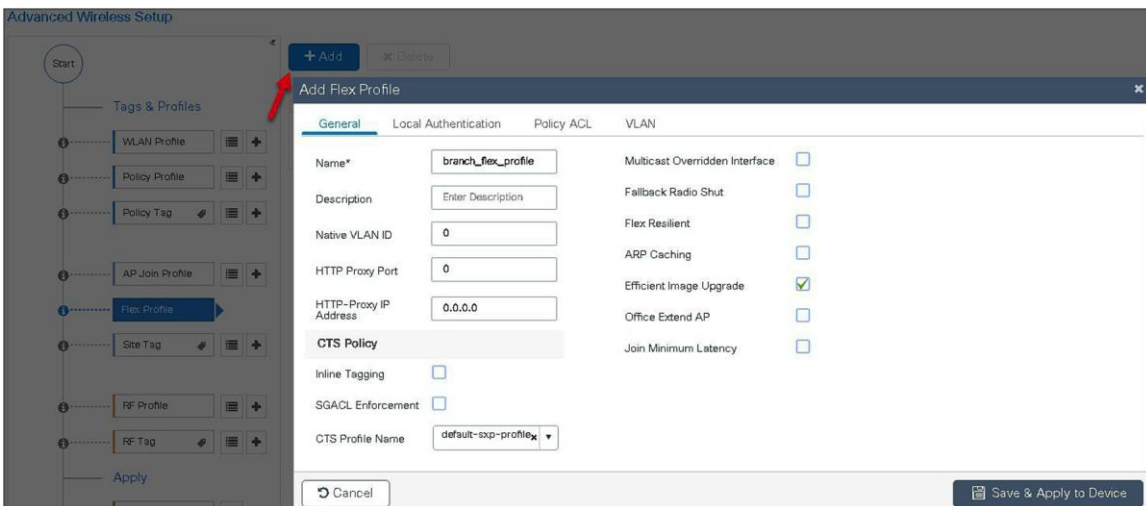 Advanced Wireless Setup
Start
Tags & Profiles
WLAN Profile
Policy Profile
Policy Tag
AP Join Profile
Flex Profile
Site Tag
RF Profile
RF Tag
Apply
+ Add
Delete
Add Flex Profile
General Local Authentication Policy ACL VLAN
Name* branch_flex_profile
Description Enter Description
Native VLAN ID 0
HTTP Proxy Port 0
HTTP-Proxy IP
Address 0.0.0.0
CTS Policy
Inline Tagging
SGACL Enforcement
CTS Profile Name default-sxp-profile
Multicast Overridden Interface
Fallback Radio Shut
Flex Resilient
ARP Caching
Efficient Image Upgrade
Office Extend AP
Join Minimum Latency
Cancel
Save & Apply to Device